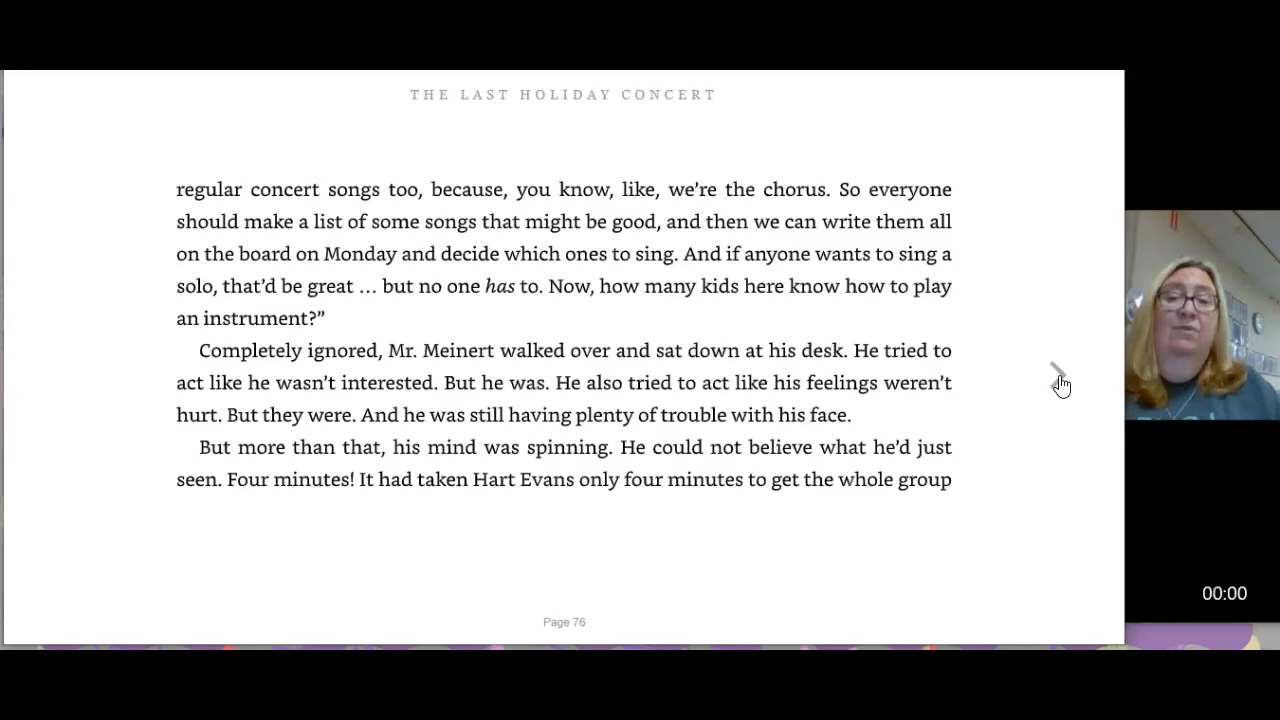 THE LAST HOLIDAY CONCERT
regular concert songs too, because, you know, like, we’re the chorus. So everyone
should make a list of some songs that might be good, and then we can write them all
on the board on Monday and decide which ones to sing. And if anyone wants to sing a
solo, that’d be great … but no one has to. Now, how many kids here know how to play
an instrument?”
Completely ignored, Mr. Meinert walked over and sat down at his desk. He tried to
act like he wasn’t interested. But he was. He also tried to act like his feelings weren’t
hurt. But they were. And he was still having plenty of trouble with his face.
But more than that, his mind was spinning. He could not believe what he’d just
seen. Four minutes! It had taken Hart Evans only four minutes to get the whole group
Page 76
00:00